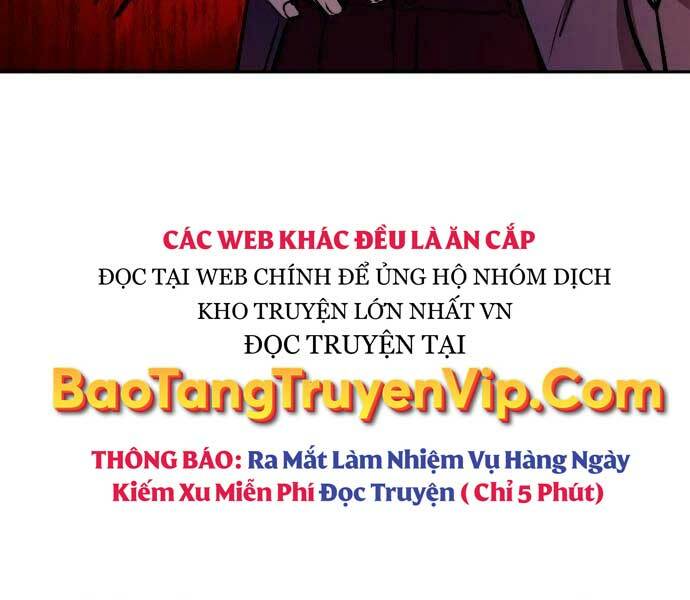 CÁC WEB KHÁC ĐỀU LÀ ĂN CẮP
ĐỌC TẠI WEB CHÍNH ĐỂ ỦNG HỘ NHÓM DỊCH
KHO TRUYỆN LỚN NHẤT VN
ĐỌC TRUYỆN TẠI
BaoTangTruyenVip.Com
THÔNG BÁO: Ra Mắt Làm Nhiệm Vụ Hàng Ngày
Kiếm Xu Miễn Phí Đọc Truyện ( Chỉ 5 Phút)